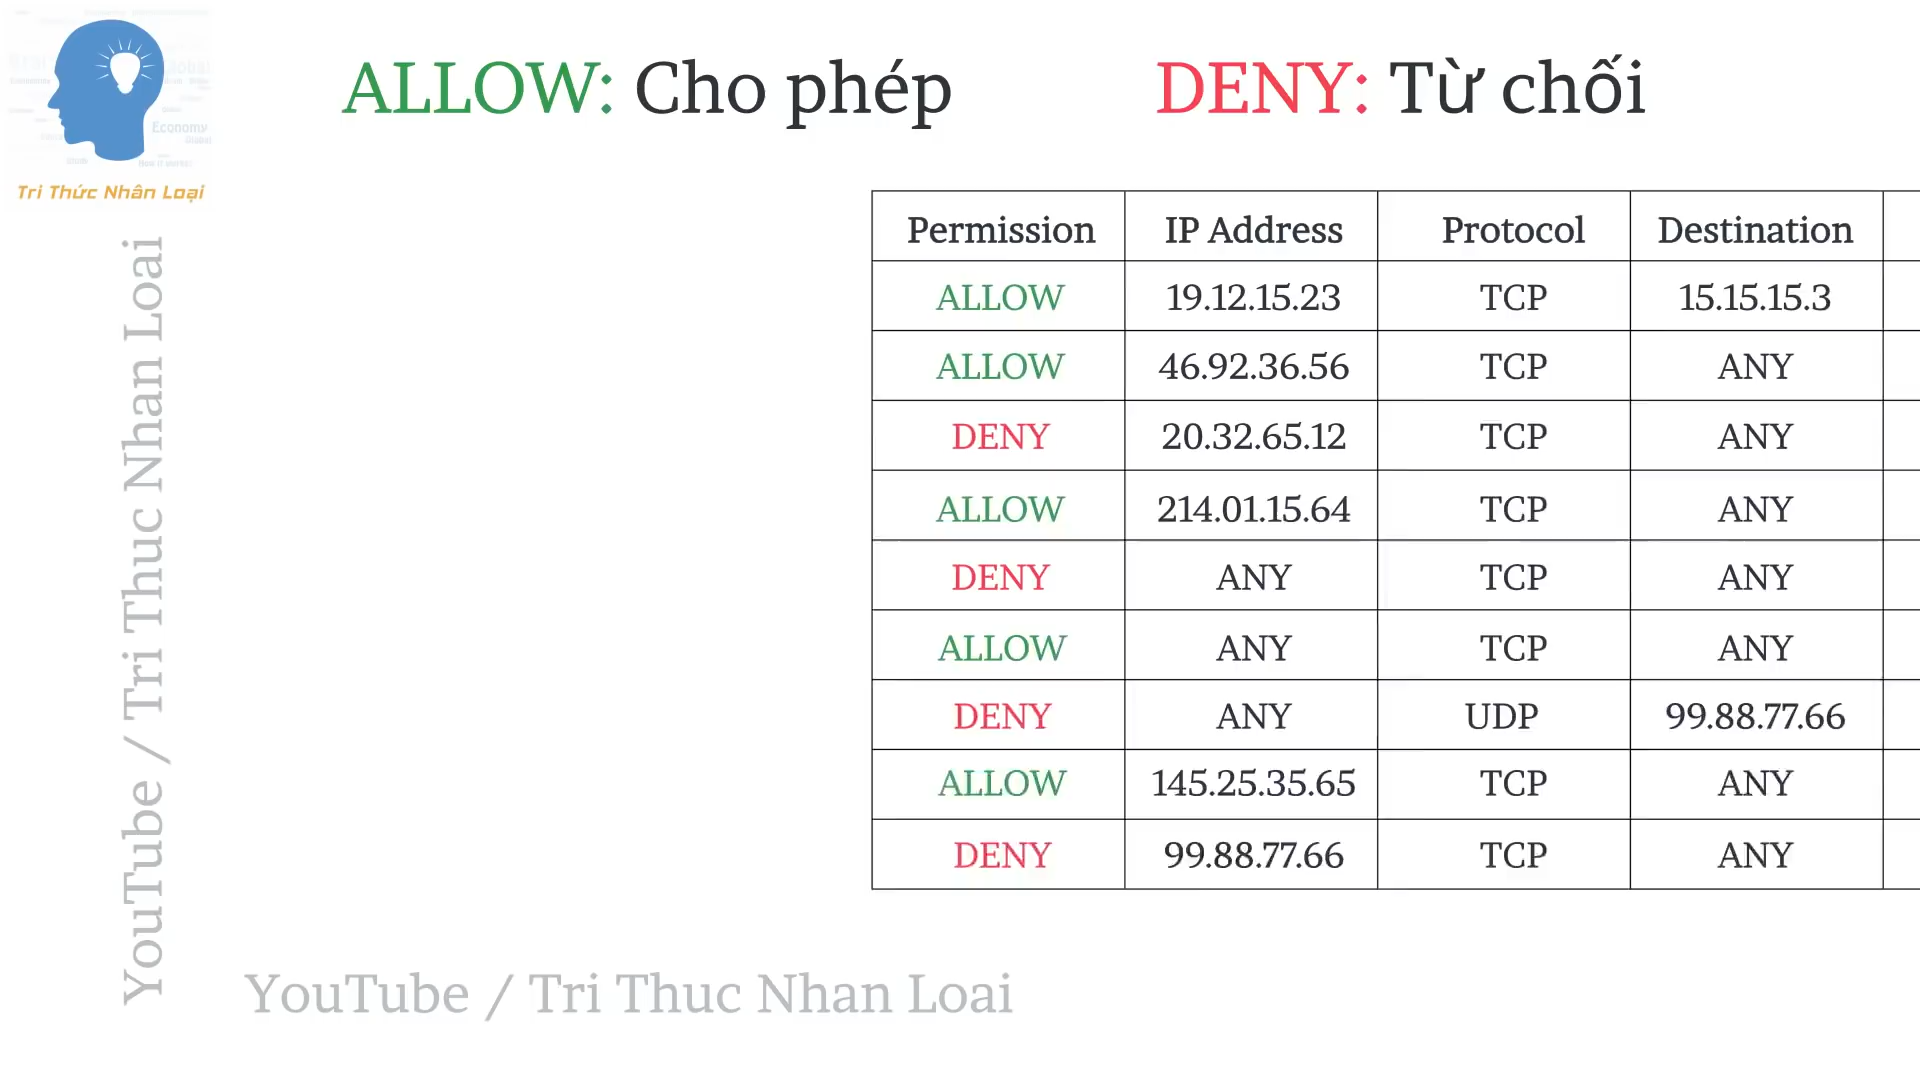 ALLOW: Cho phép
DENY: Từ chối
Economy
Global
Tri Thức Nhân Loại
YouTube / Tri Thuc Nhan Loai
Permission IP Address Protocol Destination
ALLOW 19.12.15.23 TCP 15.15.15.3
ALLOW 46.92.36.56 TCP ANY
DENY 20.32.65.12 TCP ANY
ALLOW 214.01.15.64 TCP ANY
DENY ANY TCP ANY
ALLOW ANY TCP ANY
DENY ANY UDP 99.88.77.66
ALLOW 145.25.35.65 TCP ANY
DENY 99.88.77.66 TCP ANY
YouTube / Tri Thuc Nhan Loai